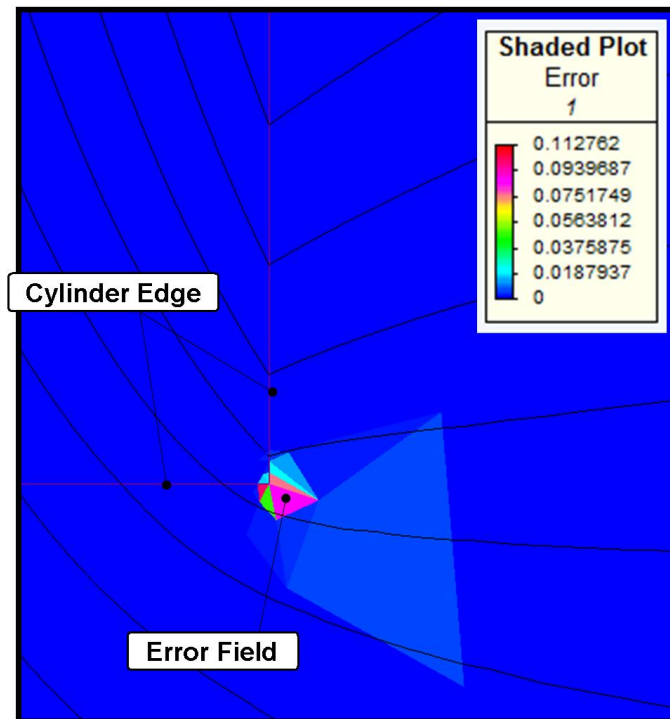 Shaded Plot
Error
1
0.112762
0.0939687
0.0751749
0.0563812
0.0375875
0.0187937
0
Cylinder Edge
Error Field